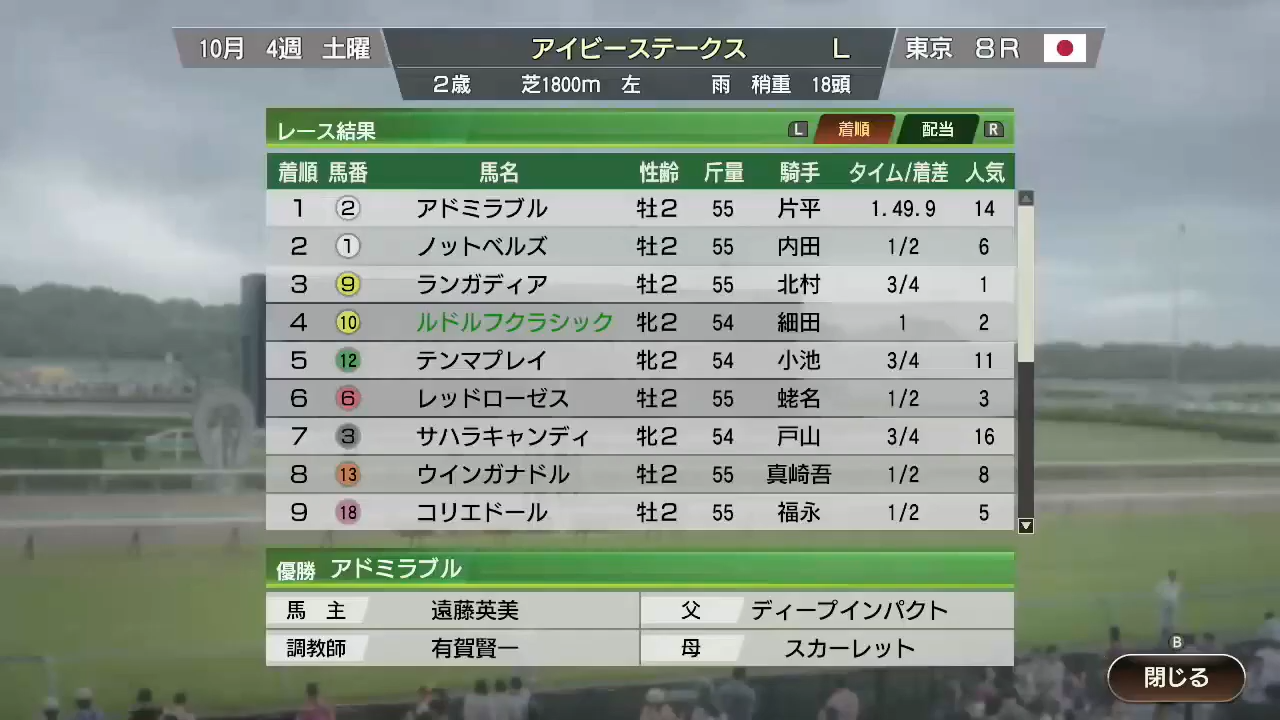 10月 4週 土曜 アイビーステークス L 東京 8R
2歳 芝1800m 左 雨 稍重 18頭
レース結果 L 着順 配当 R
着順 馬番 馬名 性齢 斤量 騎手 タイム/着差 人気
1 2 アドミラブル 牡2 55 片平 1.49.9 14
2 1 ノットベルズ 牡2 55 内田 1/2 6
3 9 ランガディア 牡2 55 北村 3/4 1
4 10 ルドルフクラシック 牝2 54 細田 1 2
5 12 テンマプレイ 牝2 54 小池 3/4 11
6 6 レッドローゼス 牡2 55 蛯名 1/2 3
7 3 サハラキャンディ 牝2 54 戸山 3/4 16
8 13 ウインガナドル 牡2 55 真崎吾 1/2 8
9 18 コリエドール 牡2 55 福永 1/2 5
優勝 アドミラブル
馬主 遠藤英美 父 ディープインパクト
調教師 有賀賢一 母 スカーレット
B
閉じる